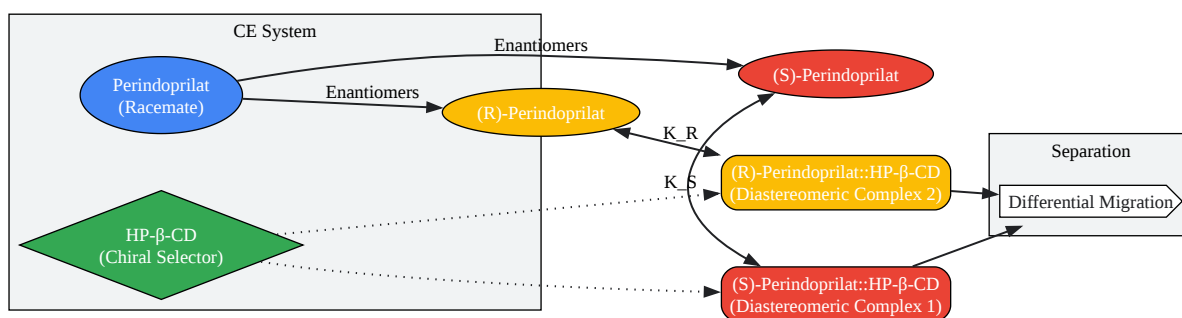 CE System
Perindoprilat
(Racemate)
Enantiomers
Enantiomers
(S)-Perindoprilat
(R)-Perindoprilat
K_R
K_S
HP-β-CD
(Chiral Selector)
(R)-Perindoprilat::HP-β-CD
(Diastereomeric Complex 2)
(S)-Perindoprilat::HP-β-CD
(Diastereomeric Complex 1)
Separation
Differential Migration